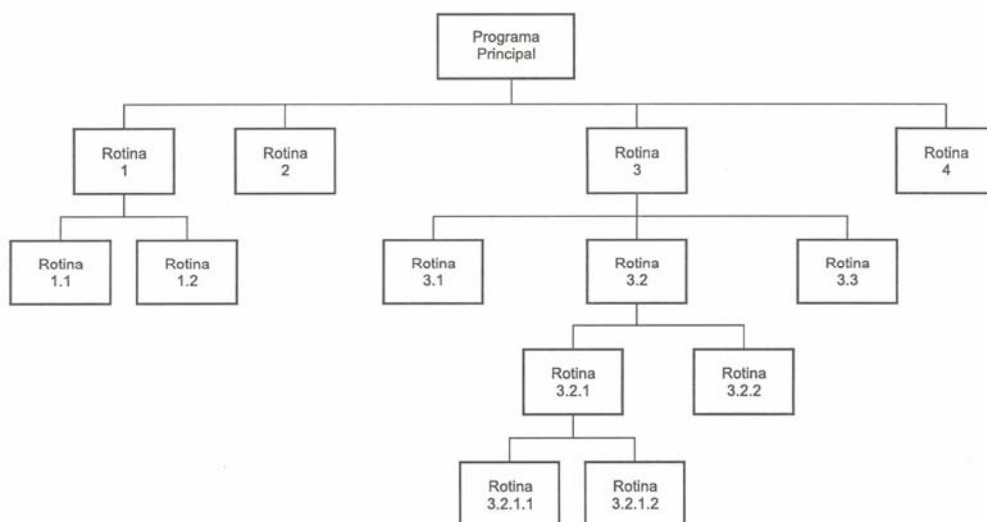 Programa
Principal
Rotina
1
Rotina
2
Rotina
3
Rotina
4
Rotina
1.1
Rotina
1.2
Rotina
3.1
Rotina
3.2
Rotina
3.3
Rotina
3.2.1
Rotina
3.2.2
Rotina
3.2.1.1
Rotina
3.2.1.2